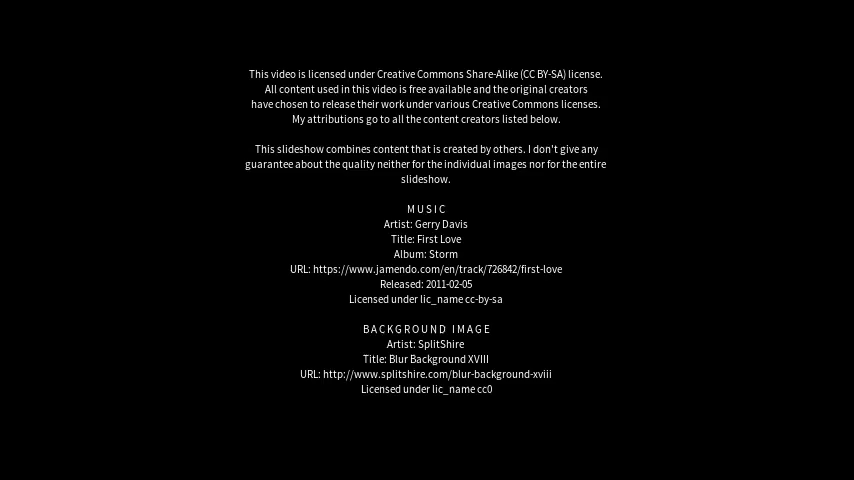 This video is licensed under Creative Commons Share-Alike (CC BY-SA) license.
All content used in this video is free available and the original creators
have chosen to release their work under various Creative Commons licenses.
My attributions go to all the content creators listed below.
This slideshow combines content that is created by others. I don't give any
guarantee about the quality neither for the individual images nor for the entire
slideshow.
MUSIC
Artist: Gerry Davis
Title: First Love
Album: Storm
URL: https://www.jamendo.com/en/track/726842/first-love
Released: 2011-02-05
Licensed under lic_name cc-by-sa
BACKGROUND IMAGE
Artist: SplitShire
Title: Blur Background XVIII
URL: http://www.splitshire.com/blur-background-xviii
Licensed under lic_name cc0